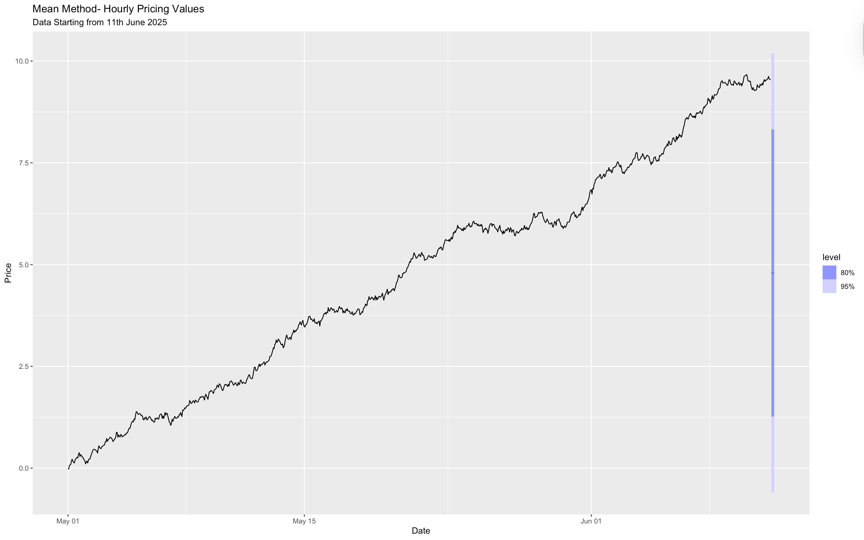 Mean Method- Hourly Pricing Values
Data Starting from 11th June 2025
10.0
7.5
5.0
2.5
0.0
Price
May 01
May 15
Jun 01
Date
level
80%
95%